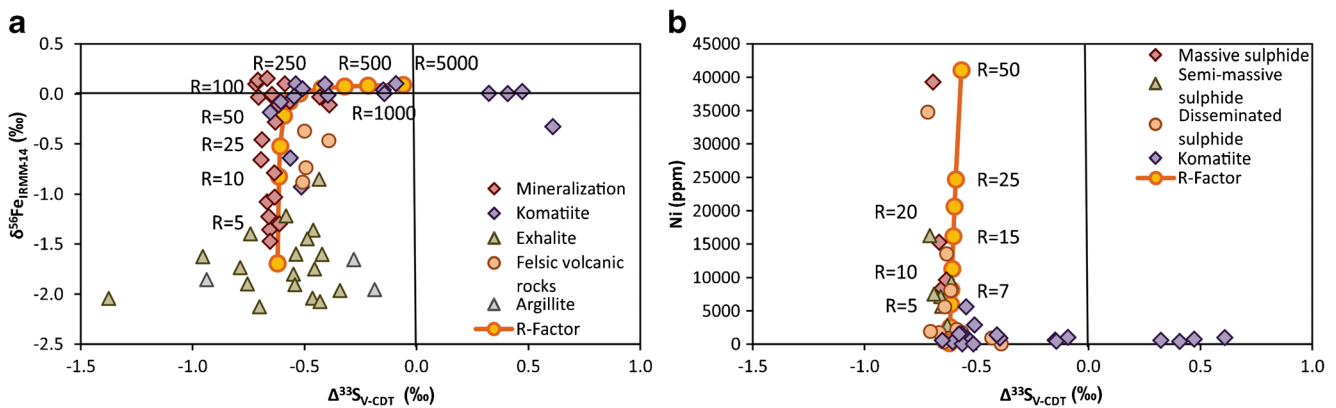 a
0.5
0.0
-0.5
-1.0
-1.5
-2.0
-2.5
δ⁵⁶Fe_IRMM-14 (‰)
R=250
R=500
R=5000
R=100
R=1000
R=50
R=25
R=10
R=5
Mineralization
Komatiite
Exhalite
Felsic volcanic
rocks
Argillite
R-Factor
-1.5
-1.0
-0.5
0.0
0.5
1.0
Δ³³S_V-CDT (‰)
b
45000
40000
35000
30000
25000
20000
15000
10000
5000
0
Ni (ppm)
R=50
R=25
R=20
R=15
R=10
R=7
R=5
Massive sulphide
Semi-massive
sulphide
Disseminated
sulphide
Komatiite
R-Factor
-1.5
-1.0
-0.5
0.0
0.5
1.0
Δ³³S_V-CDT (‰)